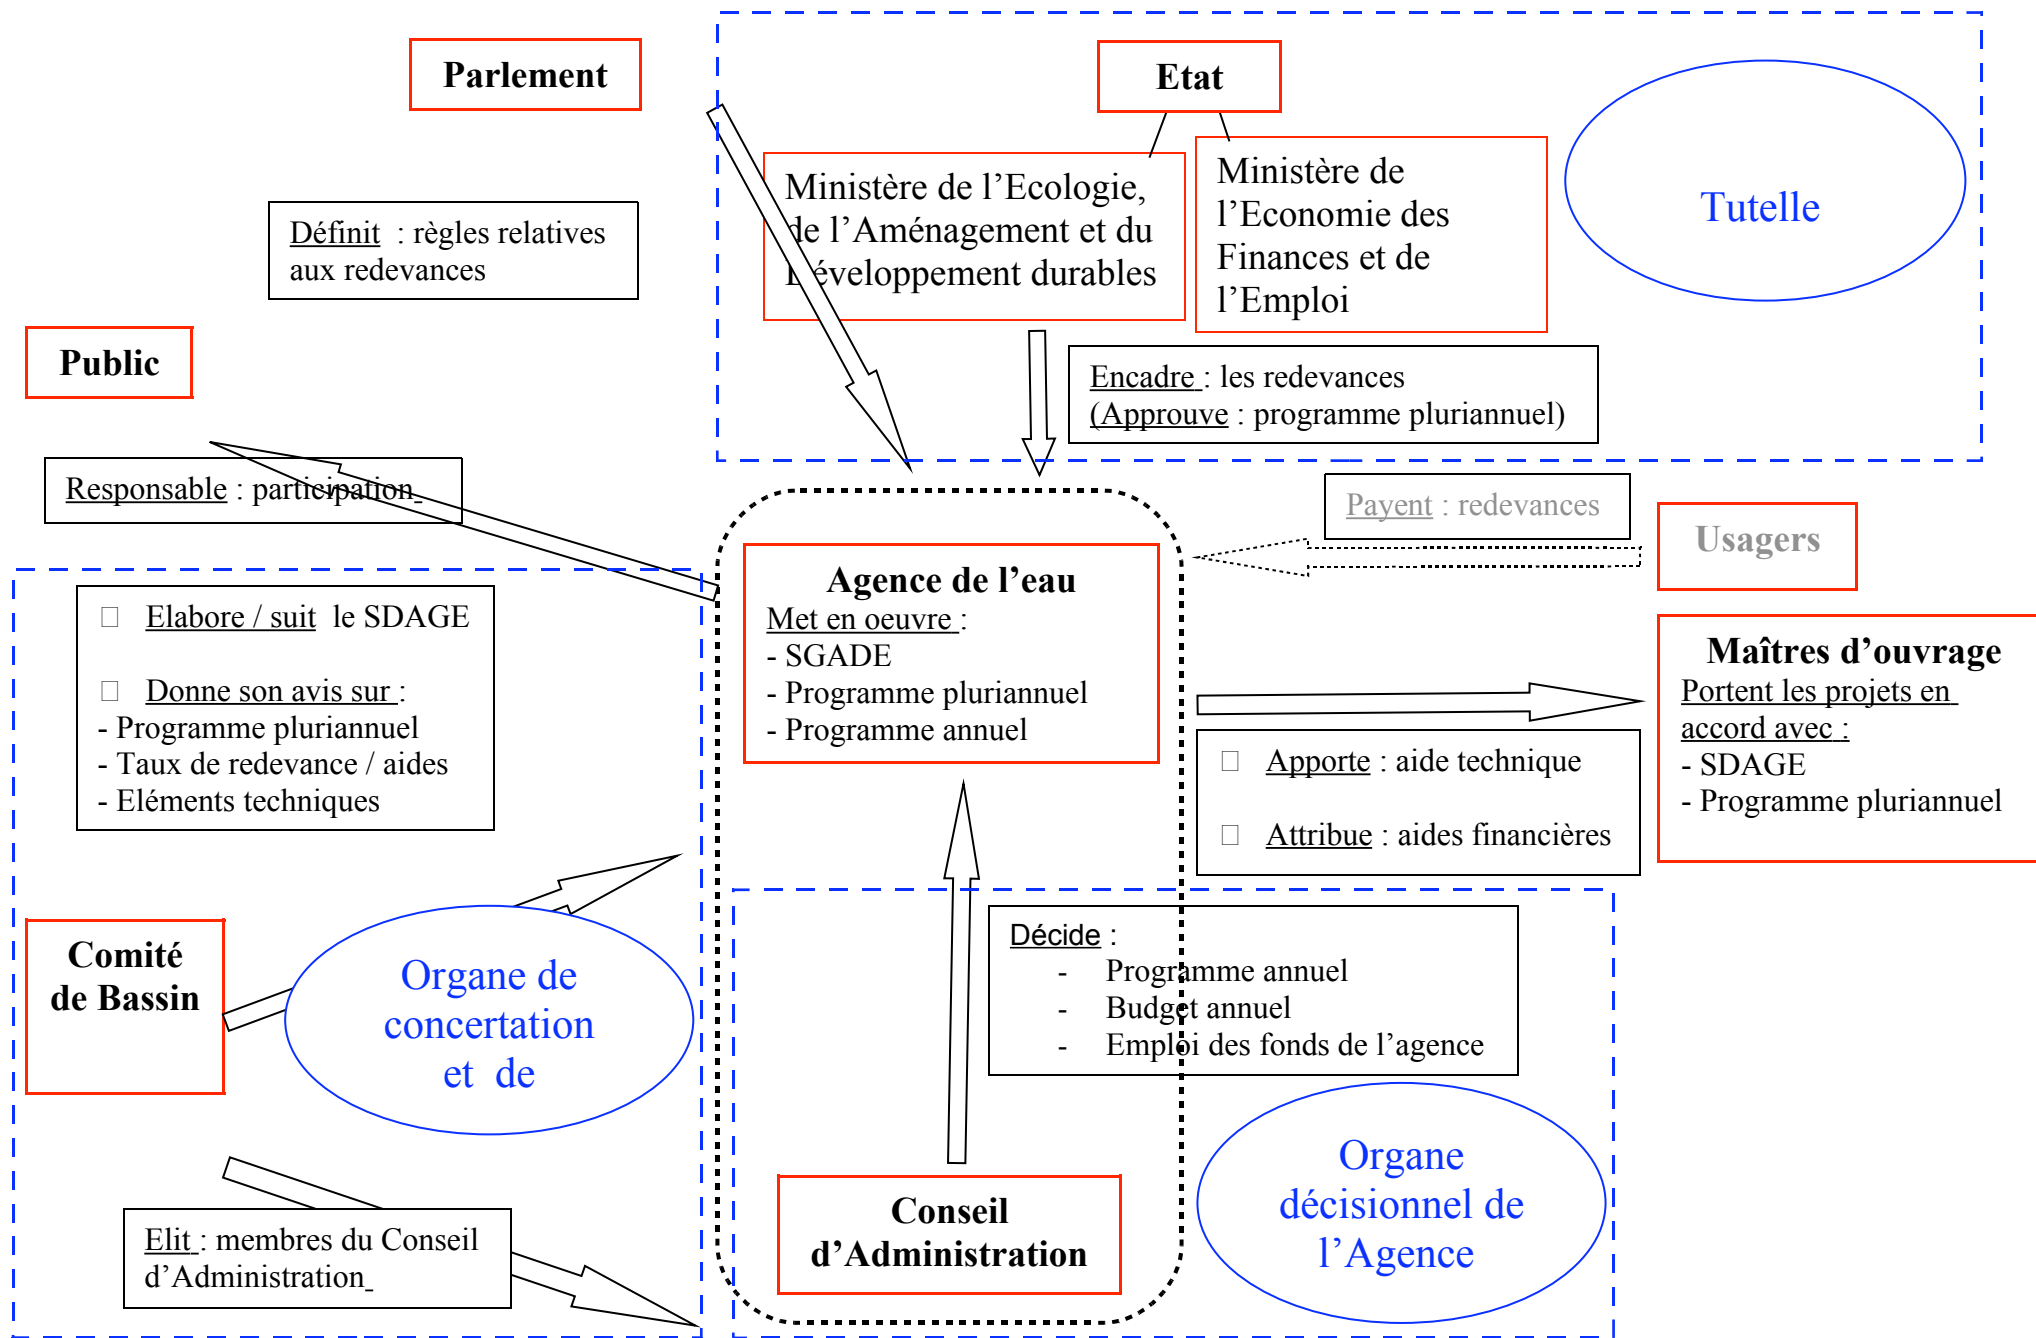 Parlement
Etat
Ministère de l’Ecologie,
de l’Aménagement et du
Développement durables
Ministère de
l’Economie des
Finances et de
l’Emploi
Tutelle
Définit : règles relatives
aux redevances
Public
Encadre : les redevances
(Approuve : programme pluriannuel)
Responsable : participation
Payent : redevances
Usagers
Agence de l’eau
Met en oeuvre :
- SGADE
- Programme pluriannuel
- Programme annuel
Elabore / suit le SDAGE
Donne son avis sur :
- Programme pluriannuel
- Taux de redevance / aides
- Eléments techniques
Maîtres d’ouvrage
Portent les projets en
accord avec :
- SDAGE
- Programme pluriannuel
Apporte : aide technique
Attribue : aides financières
Comité
de Bassin
Organe de
concertation
et de
Décide :
- Programme annuel
- Budget annuel
- Emploi des fonds de l’agence
Elit : membres du Conseil
d’Administration
Conseil
d’Administration
Organe
décisionnel de
l’Agence